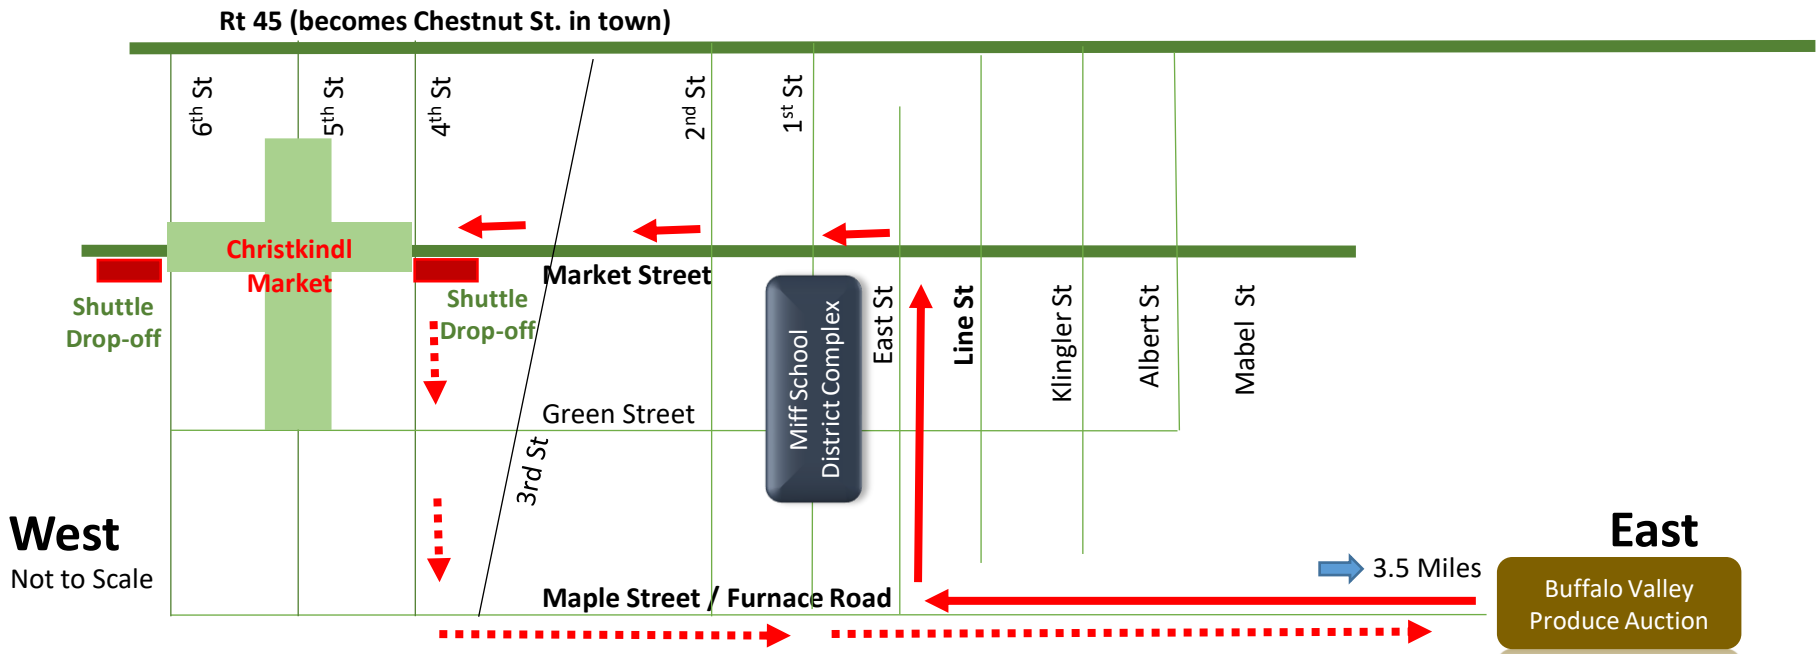 Rt 45 (becomes Chestnut St. in town)
6th St
5th St
4th St
2nd St
1st St
Christkindl
Market
Market Street
Shuttle
Drop-off
Shuttle
Drop-off
Miff School
District Complex
East St
Line St
Klingler St
Albert St
Mabel St
Green Street
3rd St
West
Not to Scale
East
3.5 Miles
Maple Street / Furnace Road
Buffalo Valley
Produce Auction